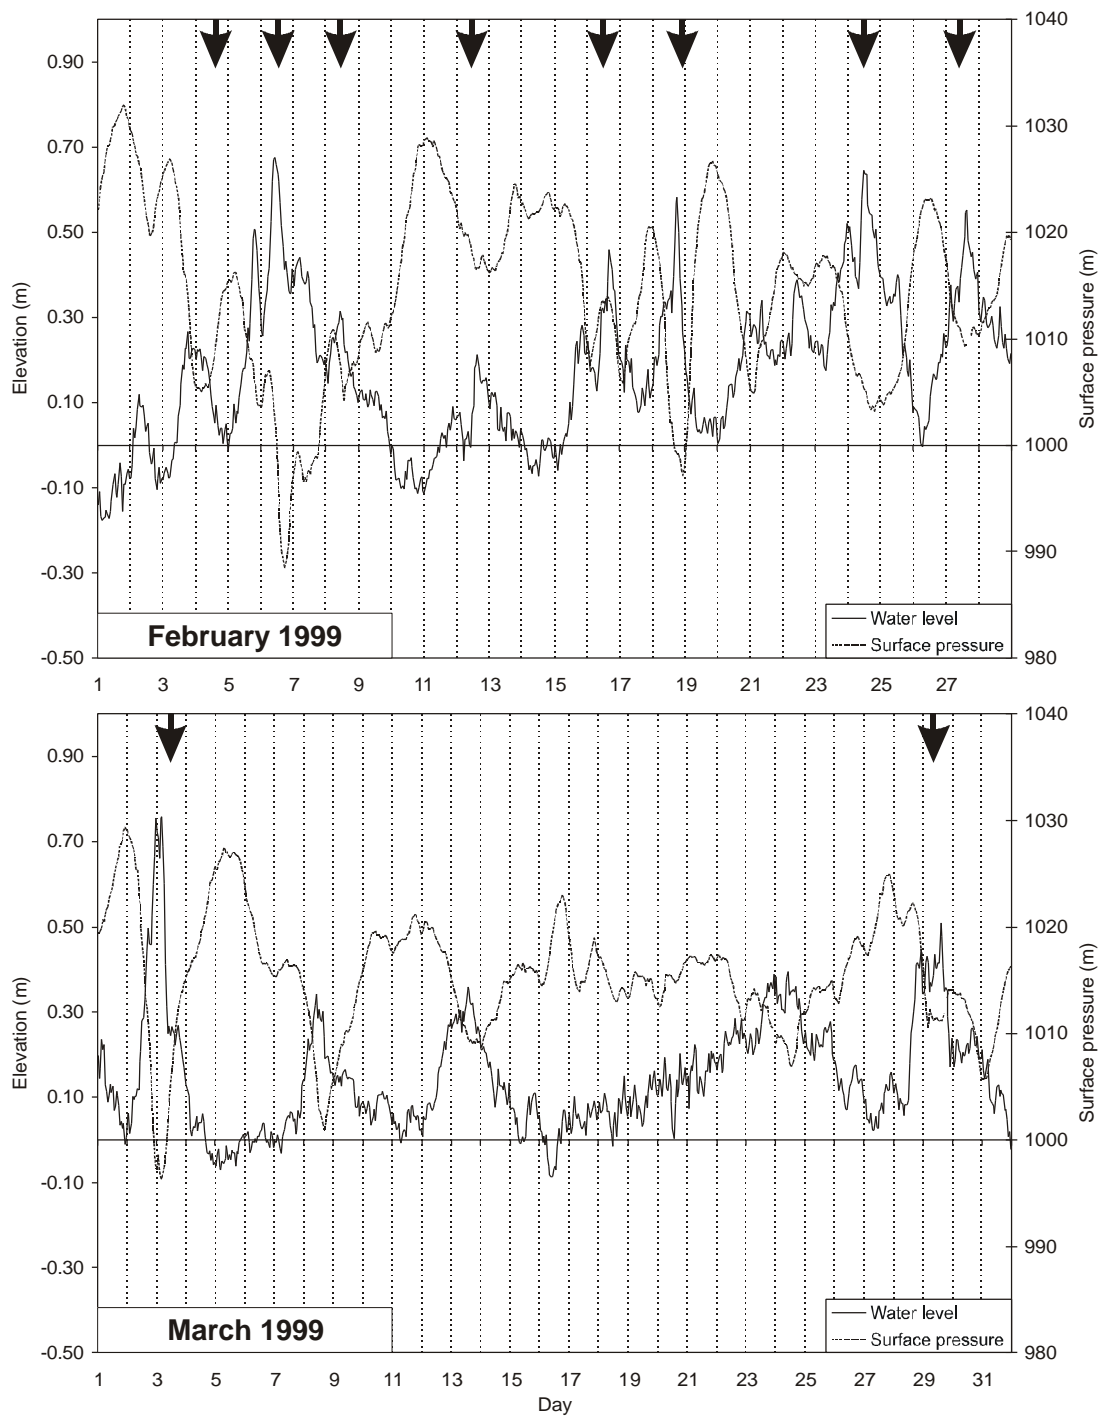 1040
0.90
1030
0.70
0.50
1020
Elevation (m)
Surface pressure (m)
0.30
1010
0.10
1000
-0.10
990
-0.30
Water level
February 1999
Surface pressure
-0.50
980
1 3 5 7 9 11 13 15 17 19 21 23 25 27
1040
0.90
1030
0.70
0.50
1020
Elevation (m)
Surface pressure (m)
0.30
1010
0.10
1000
-0.10
990
-0.30
Water level
March 1999
Surface pressure
-0.50
980
1 3 5 7 9 11 13 15 17 19 21 23 25 27 29 31
Day